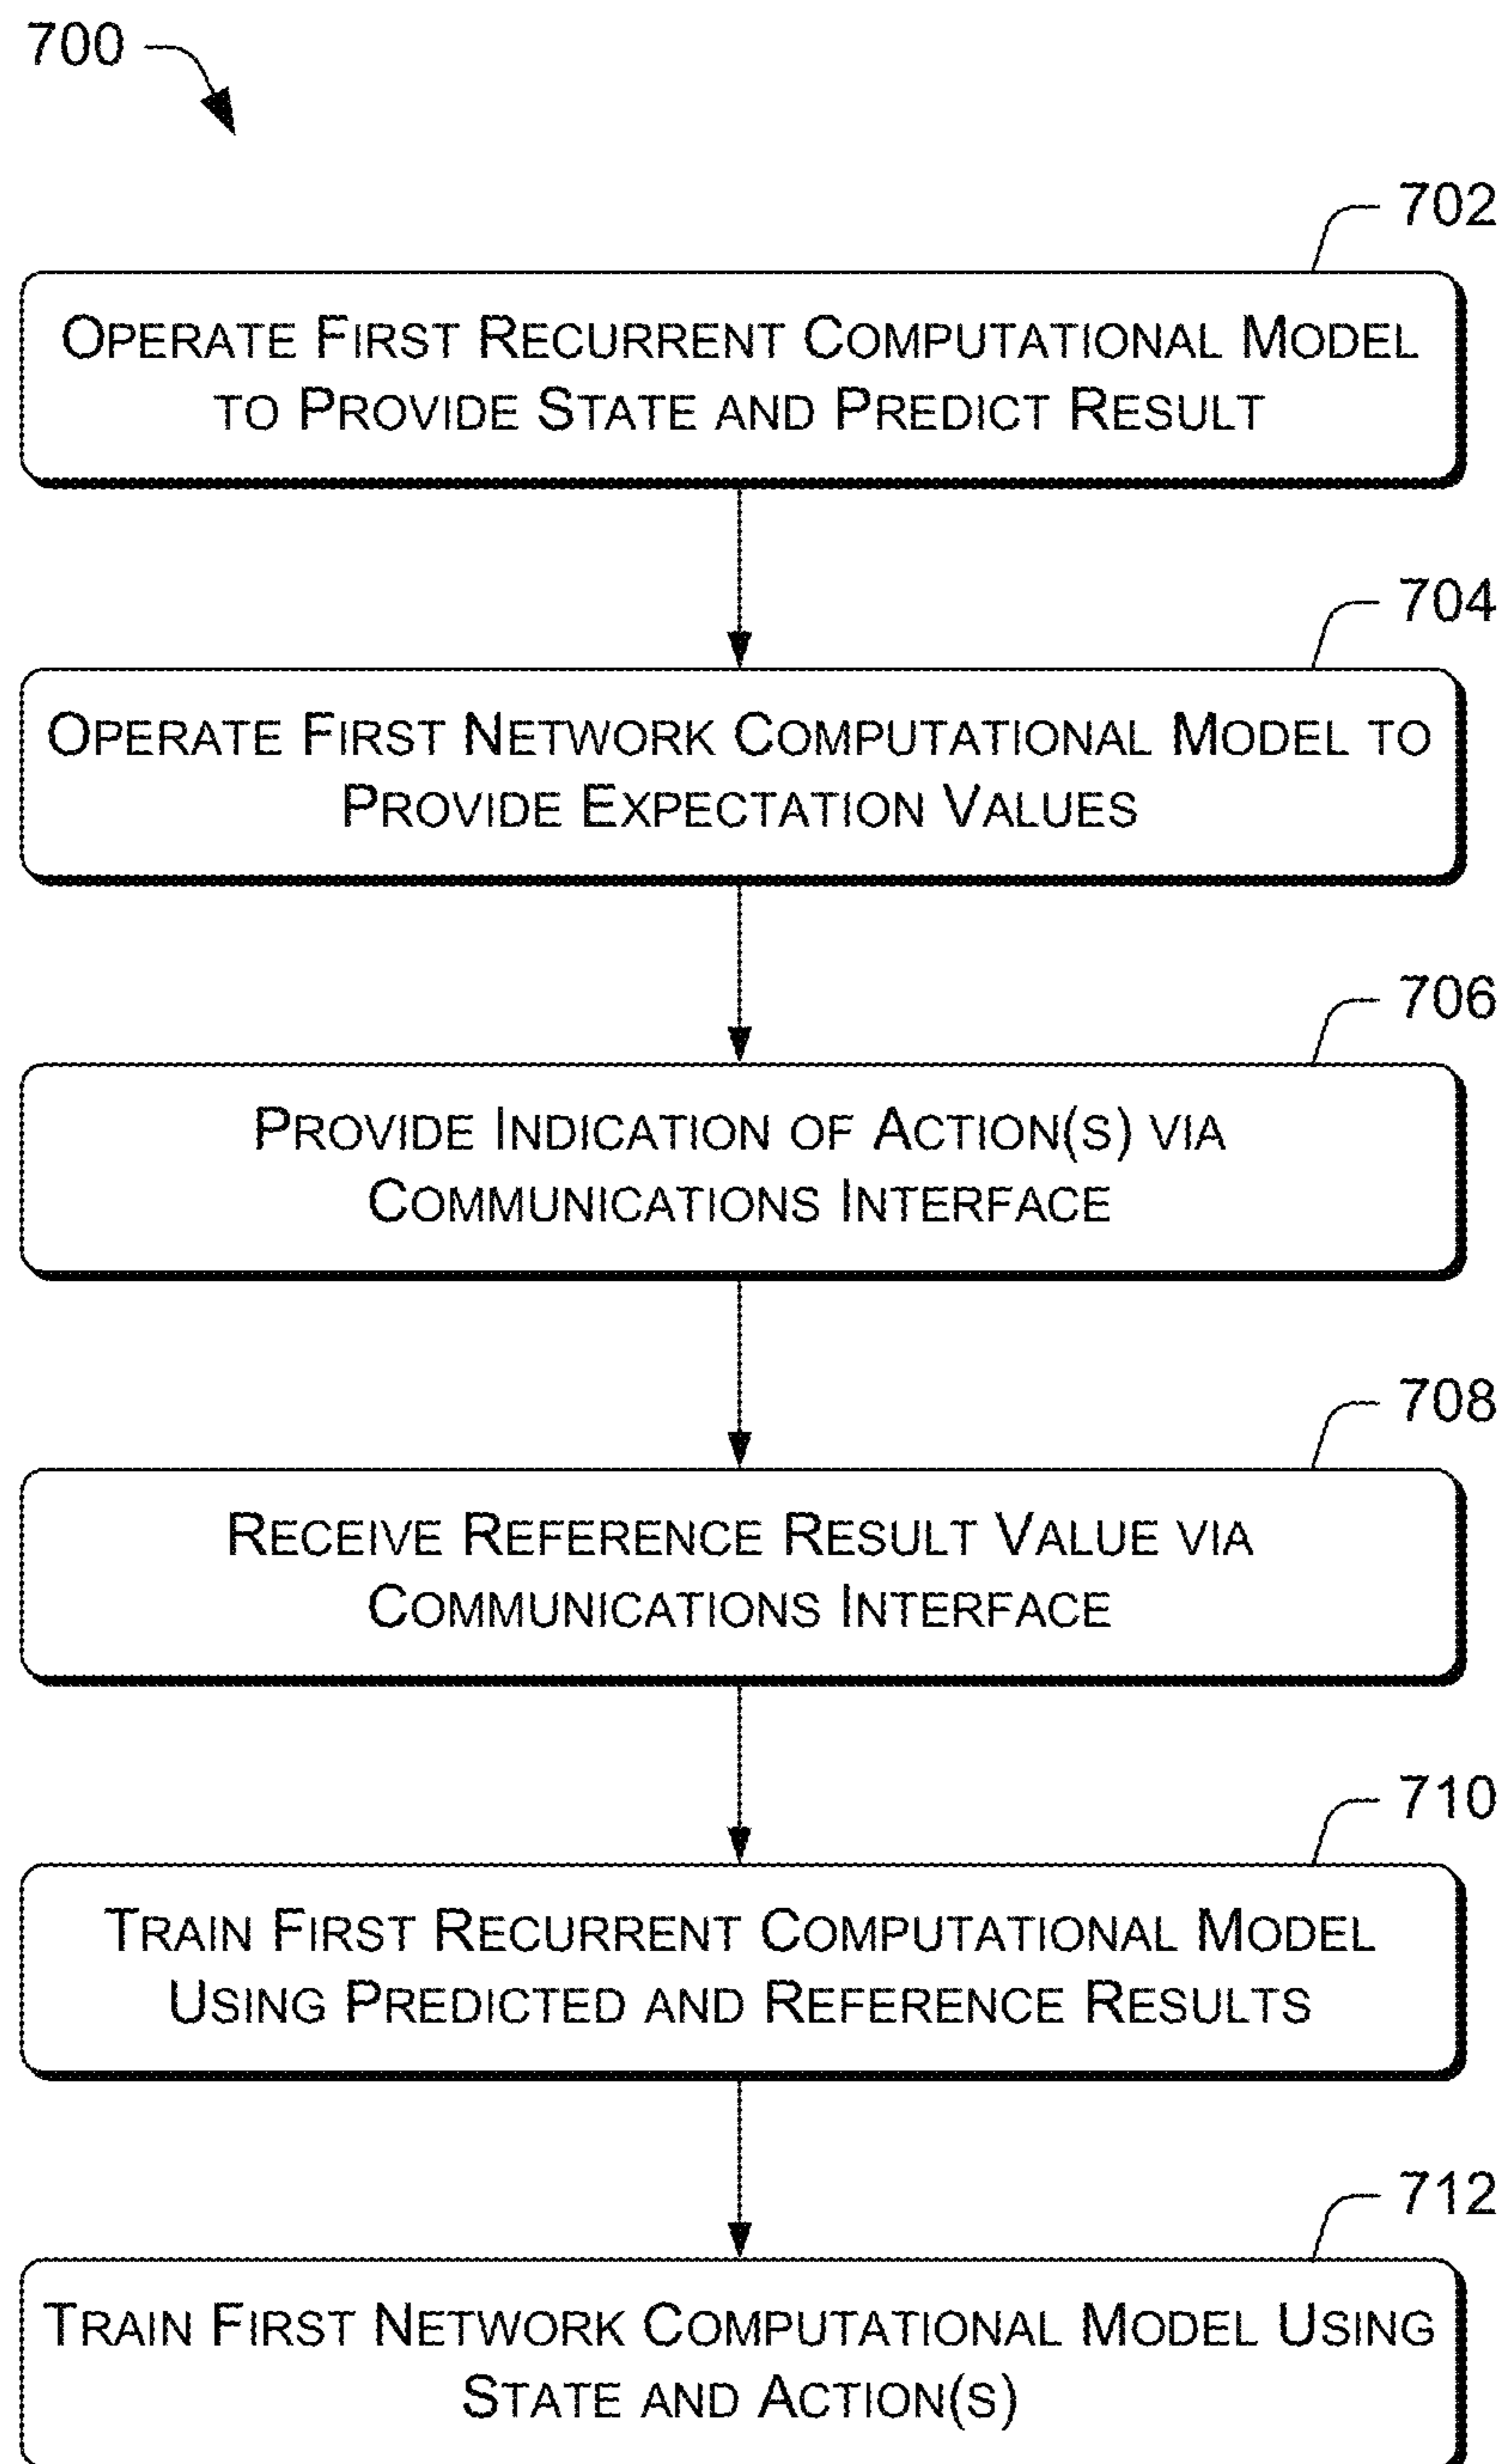 700
702
OPERATE FIRST RECURRENT COMPUTATIONAL MODEL
TO PROVIDE STATE AND PREDICT RESULT
704
OPERATE FIRST NETWORK COMPUTATIONAL MODEL TO
PROVIDE EXPECTATION VALUES
706
PROVIDE INDICATION OF ACTION(S) VIA
COMMUNICATIONS INTERFACE
708
RECEIVE REFERENCE RESULT VALUE VIA
COMMUNICATIONS INTERFACE
710
TRAIN FIRST RECURRENT COMPUTATIONAL MODEL
USING PREDICTED AND REFERENCE RESULTS
712
TRAIN FIRST NETWORK COMPUTATIONAL MODEL USING
STATE AND ACTION(S)